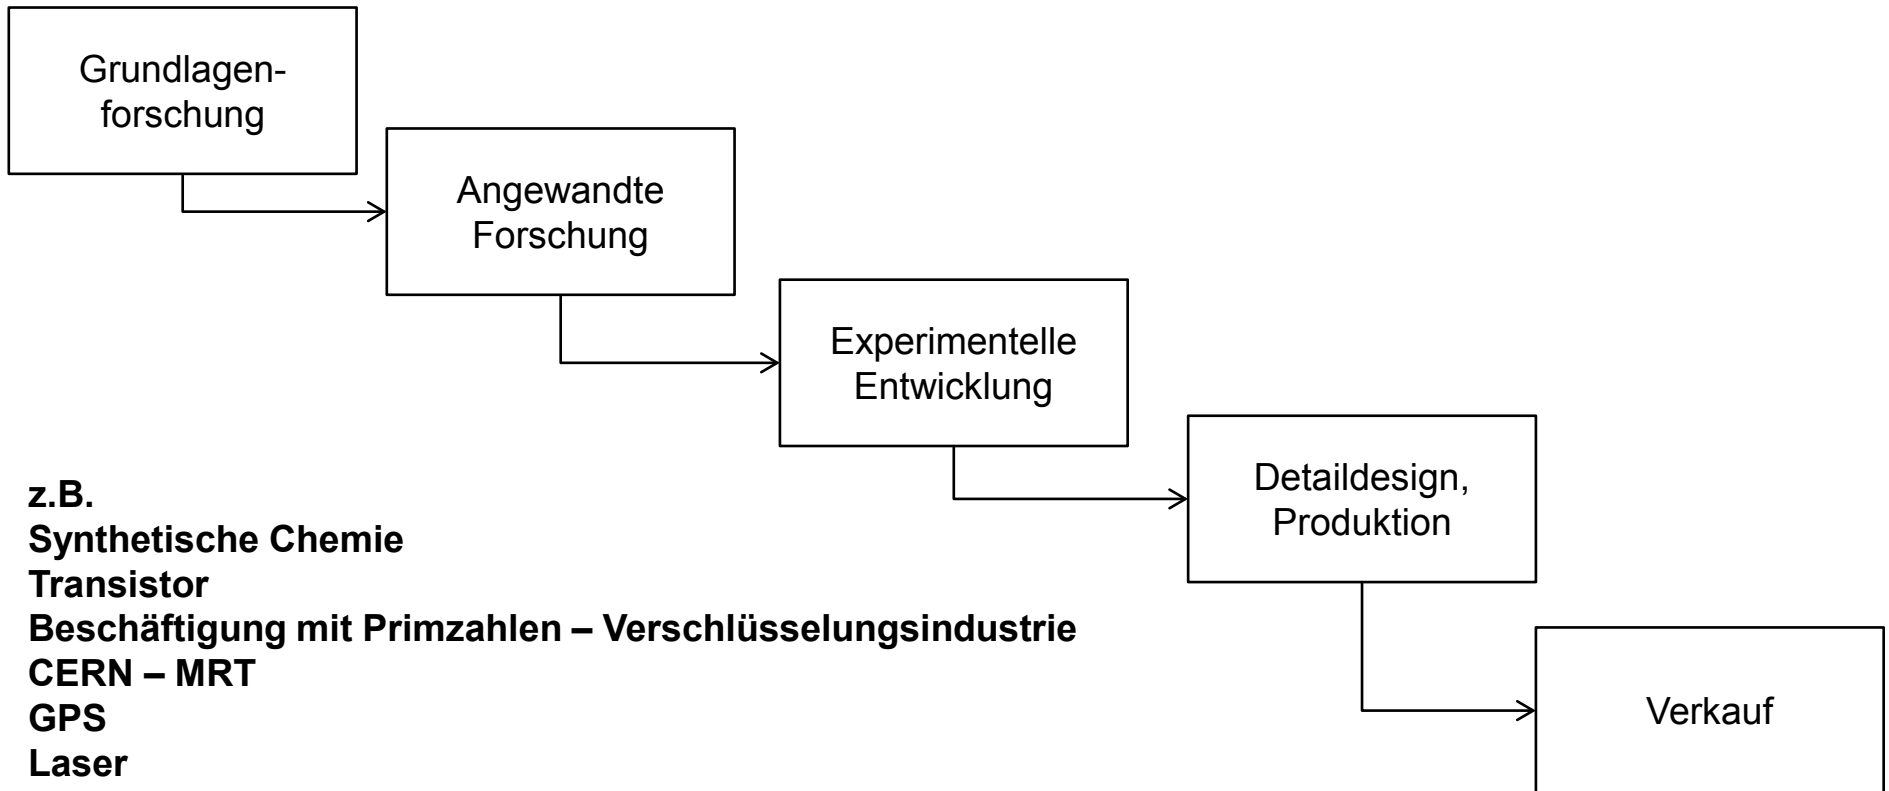 Grundlagen-
forschung
Angewandte
Forschung
Experimentelle
Entwicklung
Detaildesign,
Produktion
Verkauf
z.B.
Synthetische Chemie
Transistor
Beschäftigung mit Primzahlen – Verschlüsselungsindustrie
CERN – MRT
GPS
Laser